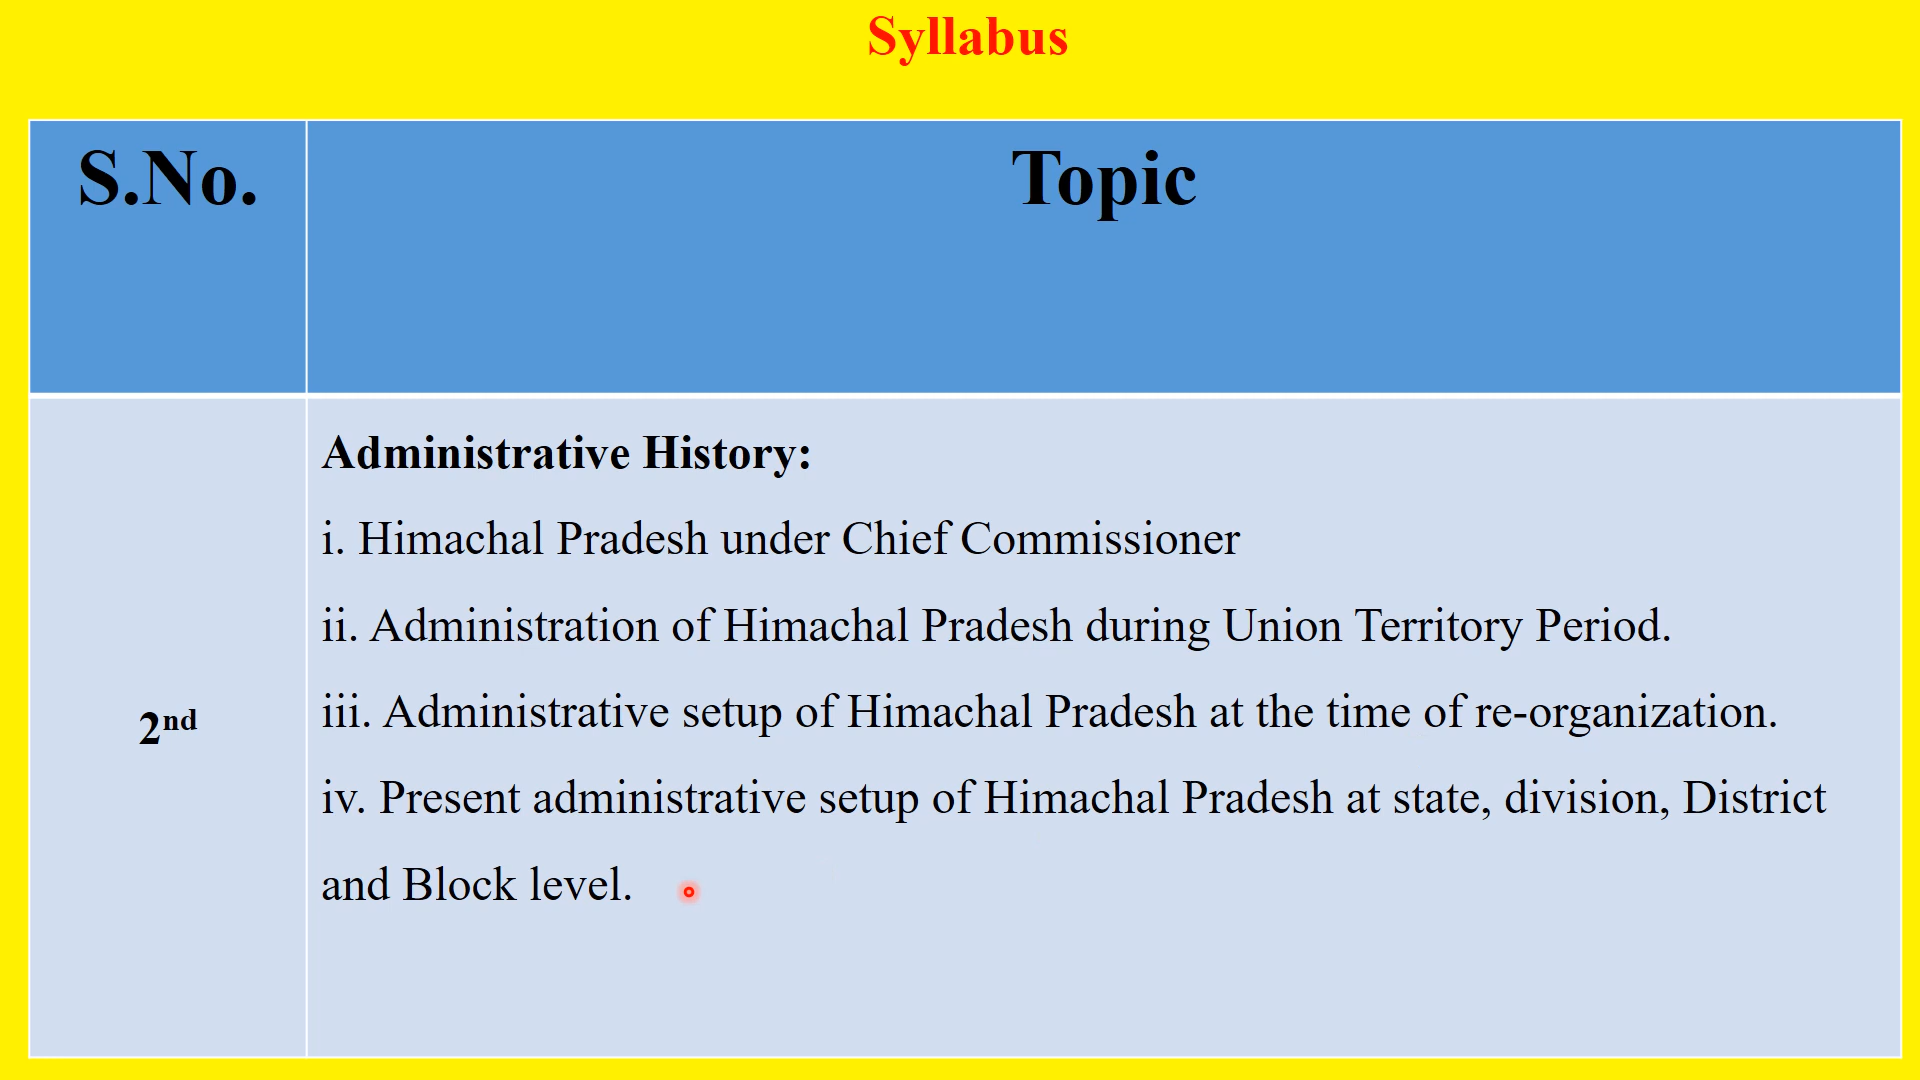 Syllabus
S.No.
Topic
2nd
Administrative History:
i. Himachal Pradesh under Chief Commissioner
ii. Administration of Himachal Pradesh during Union Territory Period.
iii. Administrative setup of Himachal Pradesh at the time of re-organization.
iv. Present administrative setup of Himachal Pradesh at state, division, District
and Block level.